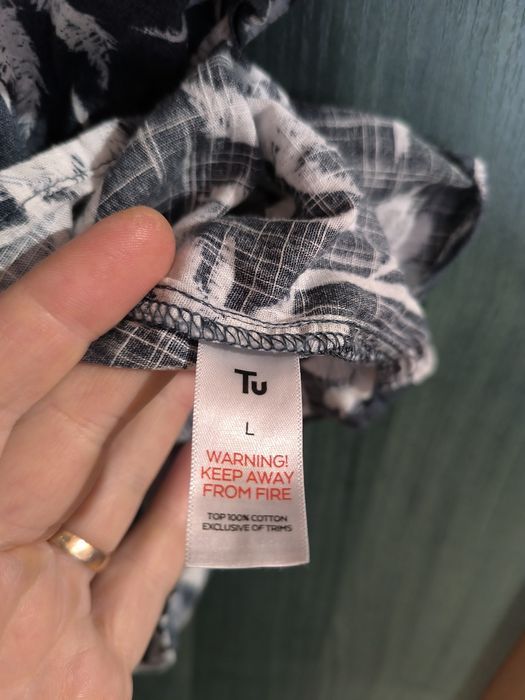 Tu
L
WARNING!
KEEP AWAY
FROM FIRE
TOP 100% COTTON
EXCLUSIVE OF TRIMS